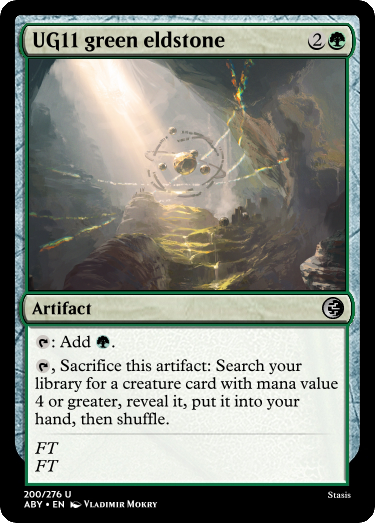 UG11 green eldstone 2
Artifact
: Add .
, Sacrifice this artifact: Search your
library for a creature card with mana value
4 or greater, reveal it, put it into your
hand, then shuffle.
FT
FT
200/276 U
Stasis
ABY • EN Vladimir Mokry